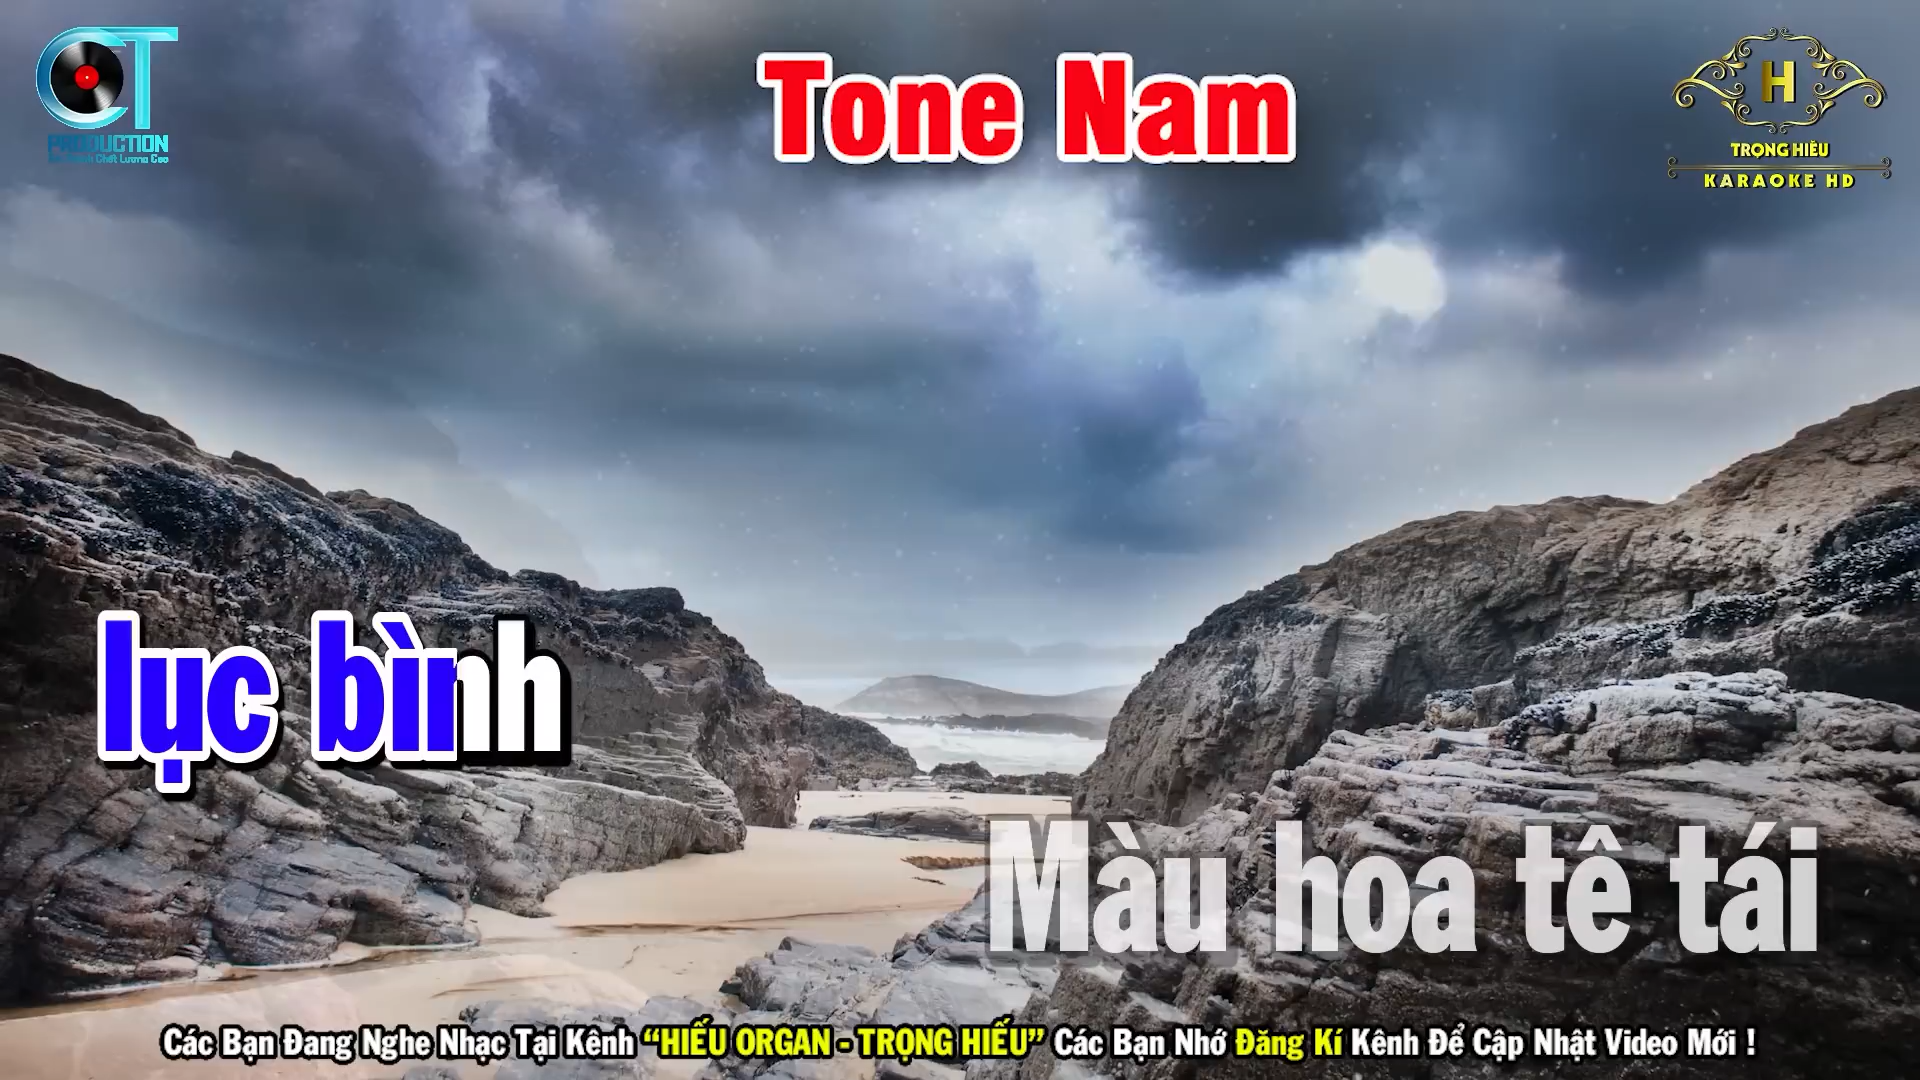 CT
PRODUCTION
Tone Nam
H
TRỌNG HIẾU
KARAOKE HD
lục bình
Màu hoa tê tái
Các Bạn Đang Nghe Nhạc Tại Kênh “HIẾU ORGAN - TRỌNG HIẾU” Các Bạn Nhớ Đăng Kí Kênh Để Cập Nhật Video Mới !